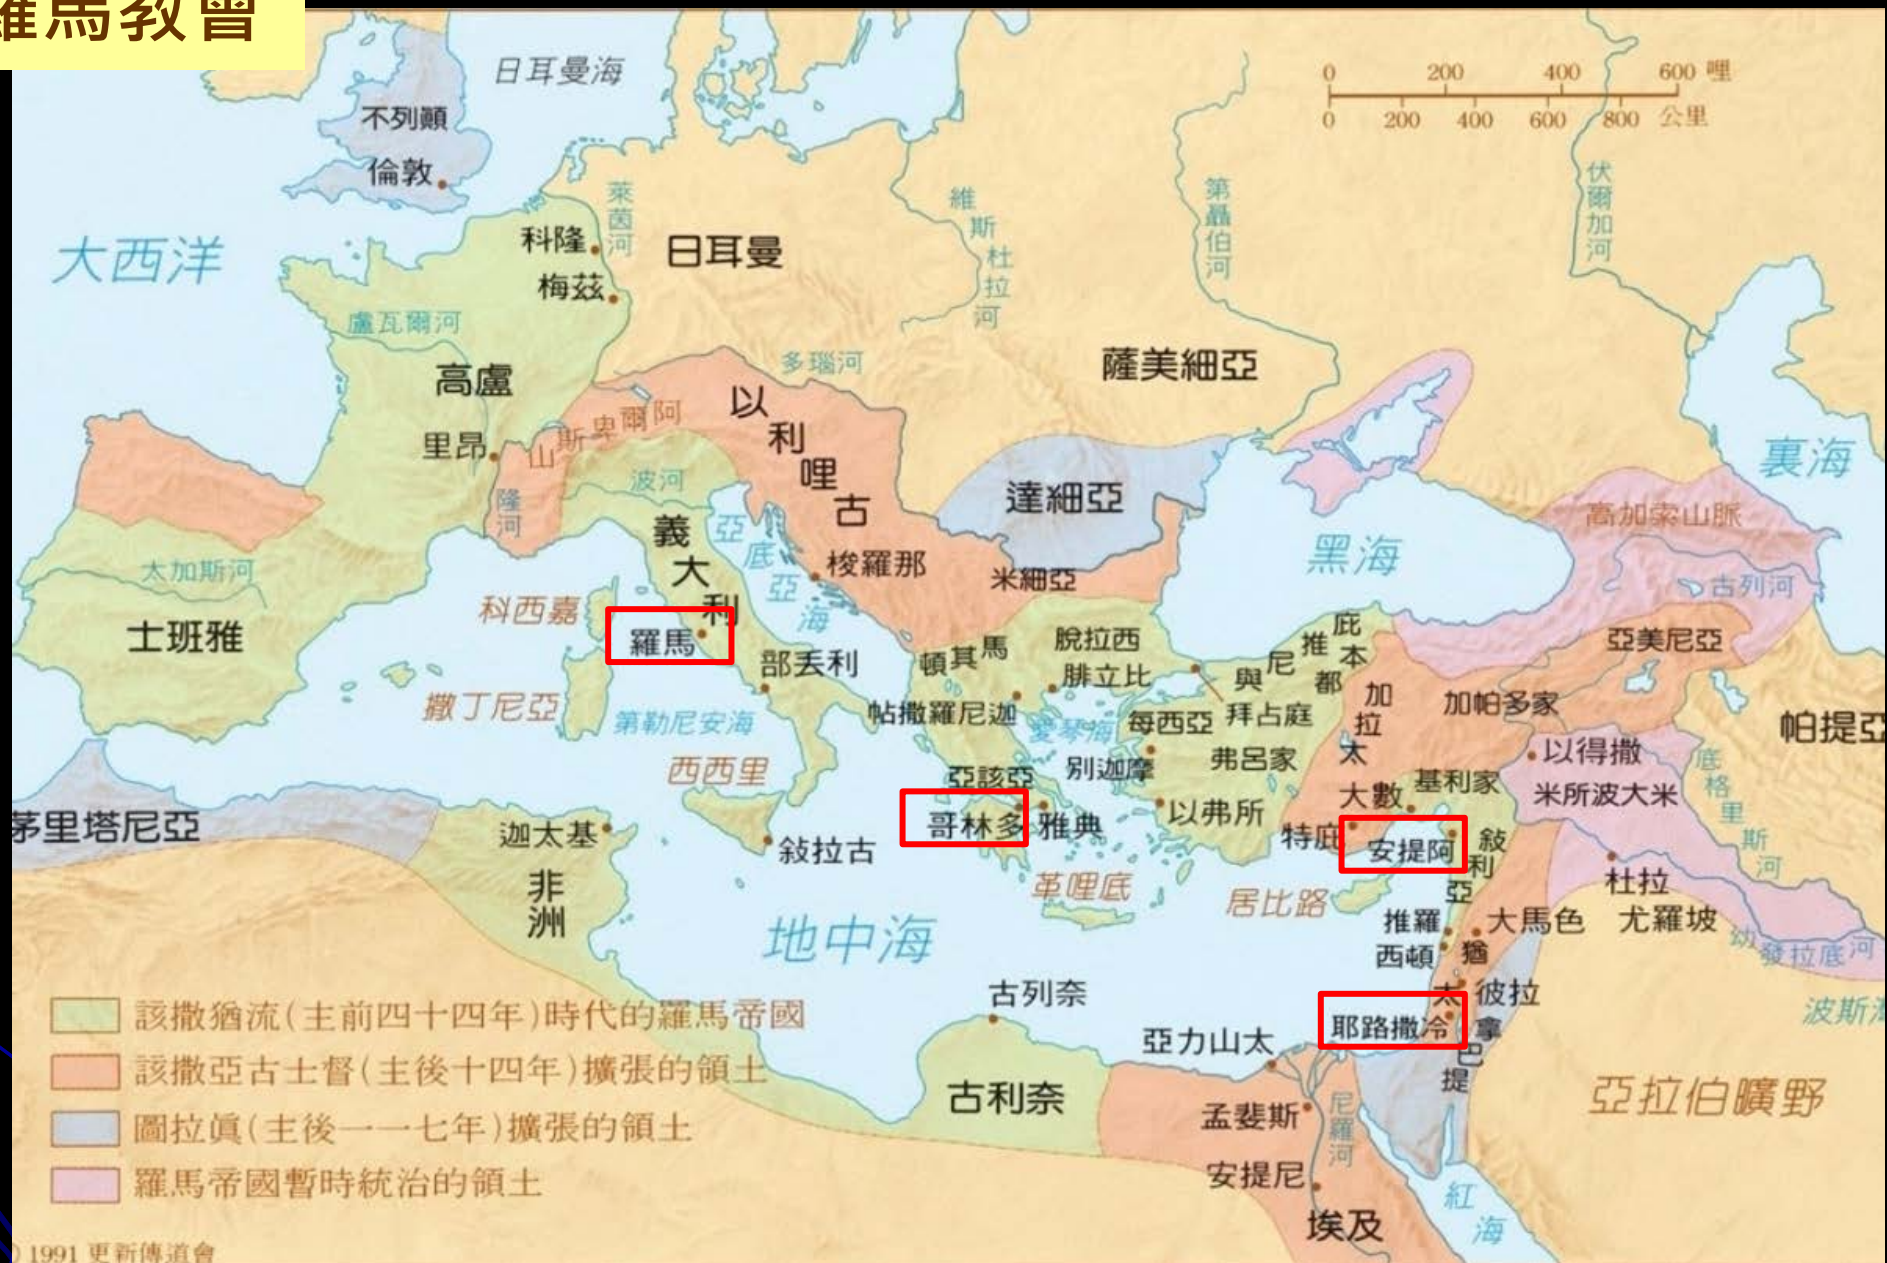 羅馬教會
日耳曼海
0 200 400 600 哩
0 200 400 600 800 公里
不列顛
倫敦
萊茵河
維斯杜拉河
第聶伯河
伏爾加河
大西洋
科隆
日耳曼
梅茲
盧瓦爾河
多瑙河
高盧
薩美細亞
以利哩古
山斯卑爾阿
里昂
裏海
波河
達細亞
隆河
高加索山脈
義大利
亞底亞海
黑海
太加斯河
梭羅那
米細亞
古列河
科西嘉
士班雅
羅馬
頓其馬
脫拉西
庇推尼與本都
亞美尼亞
部丟利
腓立比
加拉太
加帕多家
撒丁尼亞
第勒尼安海
帖撒羅尼迦
愛琴海
每西亞
拜占庭
帕提亞
西西里
別迦摩
弗呂家
以得撒
底格里斯河
亞該亞
大數
基利家
米所波大米
茅里塔尼亞
迦太基
哥林多
雅典
以弗所
敍拉古
特庇
安提阿
敍利亞
非洲
革哩底
居比路
杜拉
地中海
推羅
大馬色
尤羅坡
西頓
猶太
幼發拉底河
古列奈
彼拉
該撒猶流(主前四十四年)時代的羅馬帝國
波斯灣
耶路撒冷
拿巴提
亞力山太
該撒亞古士督(主後十四年)擴張的領土
古利奈
亞拉伯曠野
孟斐斯
尼羅河
圖拉眞(主後一一七年)擴張的領土
安提尼
羅馬帝國暫時統治的領土
紅海
埃及
1991 更新傳道會